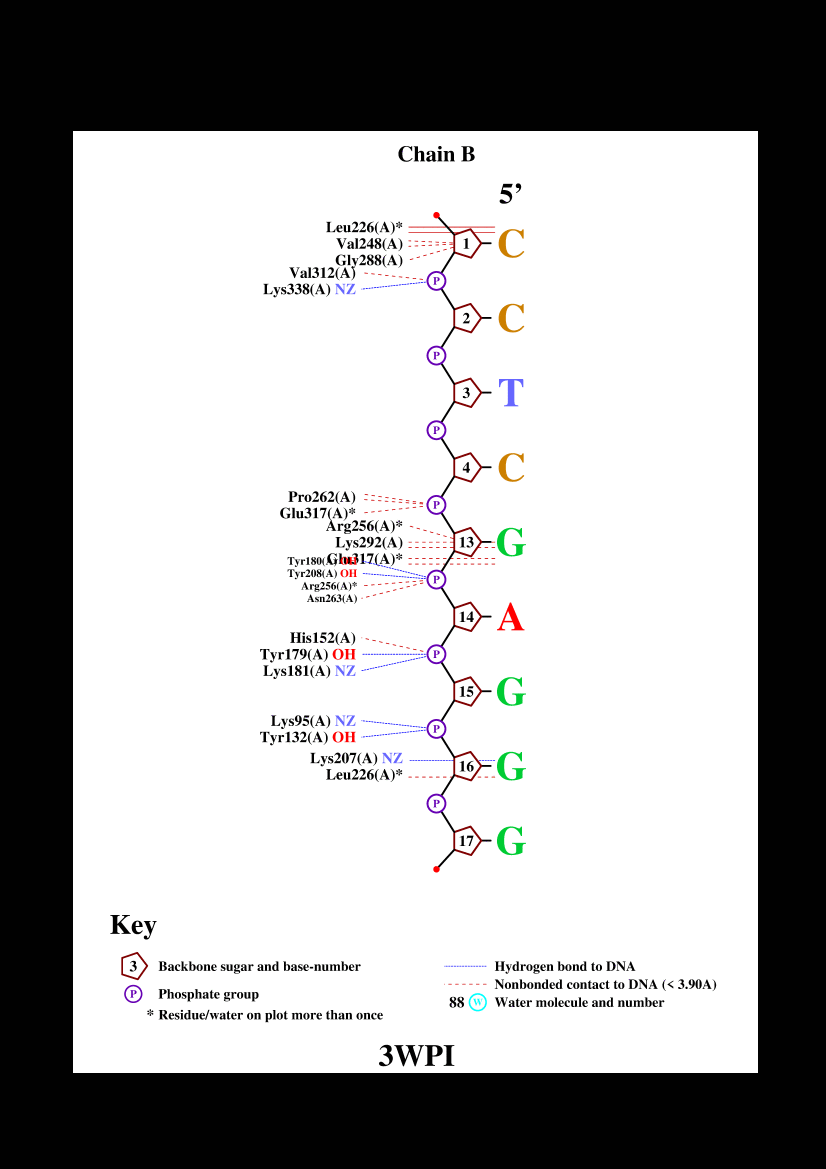 Chain B
5’
Leu226(A)*
1 C
Val248(A)
Gly288(A)
Val312(A)
P
Lys338(A) NZ
2 C
P
3 T
P
4 C
Pro262(A)
P
Glu317(A)*
Arg256(A)*
Lys292(A) 13 G
Glu317(A)*
Tyr180(A) OH
Tyr208(A) OH
P
Arg256(A)*
Asn263(A)
14 A
His152(A)
Tyr179(A) OH P
Lys181(A) NZ
15 G
Lys95(A) NZ
P
Tyr132(A) OH
Lys207(A) NZ
16 G
Leu226(A)*
P
17 G
Key
3 Backbone sugar and base-number
P Phosphate group
* Residue/water on plot more than once
Hydrogen bond to DNA
Nonbonded contact to DNA (< 3.90A)
88 W Water molecule and number
3WPI